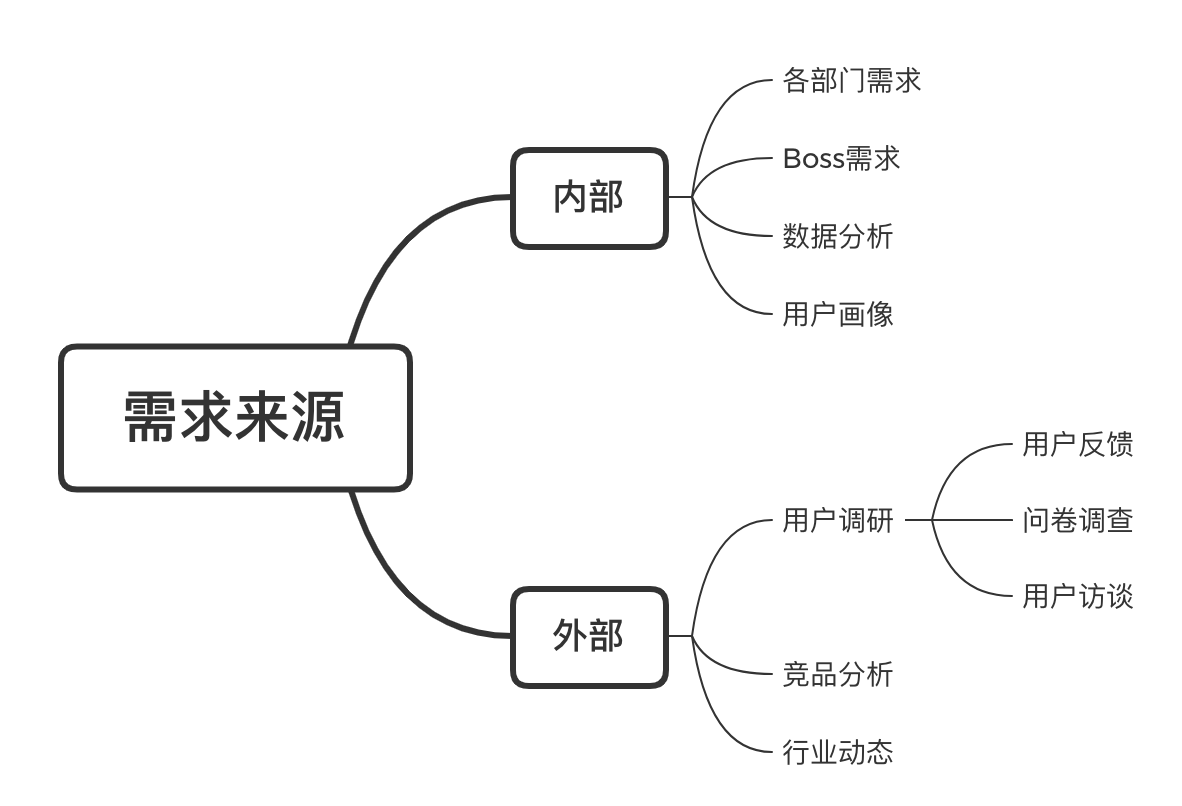 需求来源
内部
各部门需求
Boss需求
数据分析
用户画像
外部
用户调研
用户反馈
问卷调查
用户访谈
竞品分析
行业动态